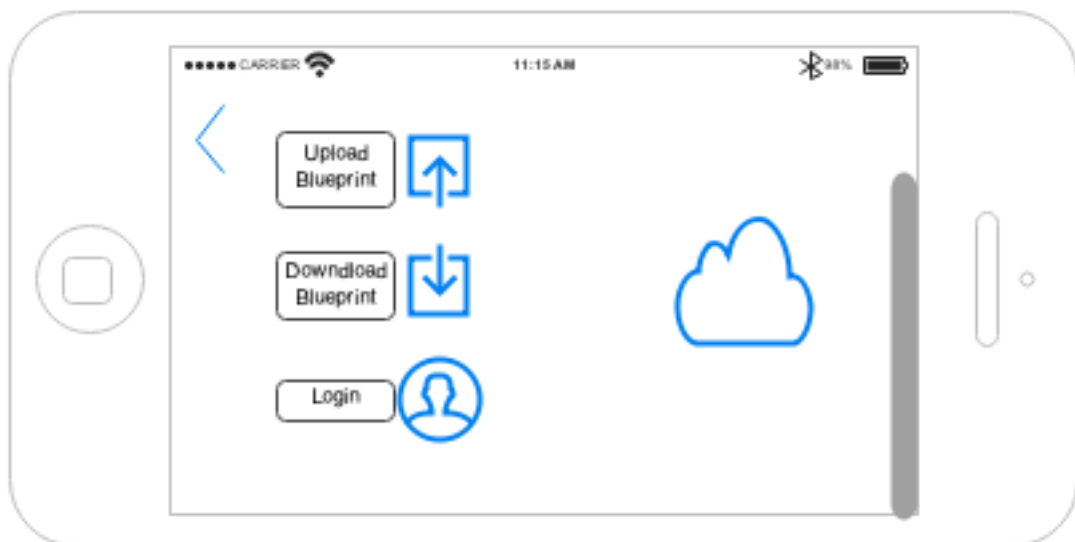 CARRIER
11:15 AM
98%
Upload
Blueprint
Downdload
Blueprint
Login